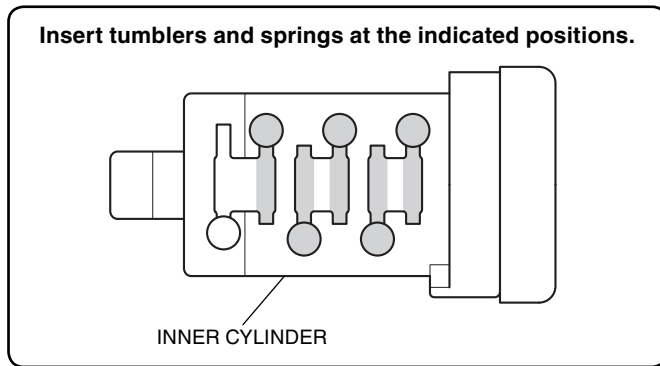 Insert tumblers and springs at the indicated positions.
INNER CYLINDER